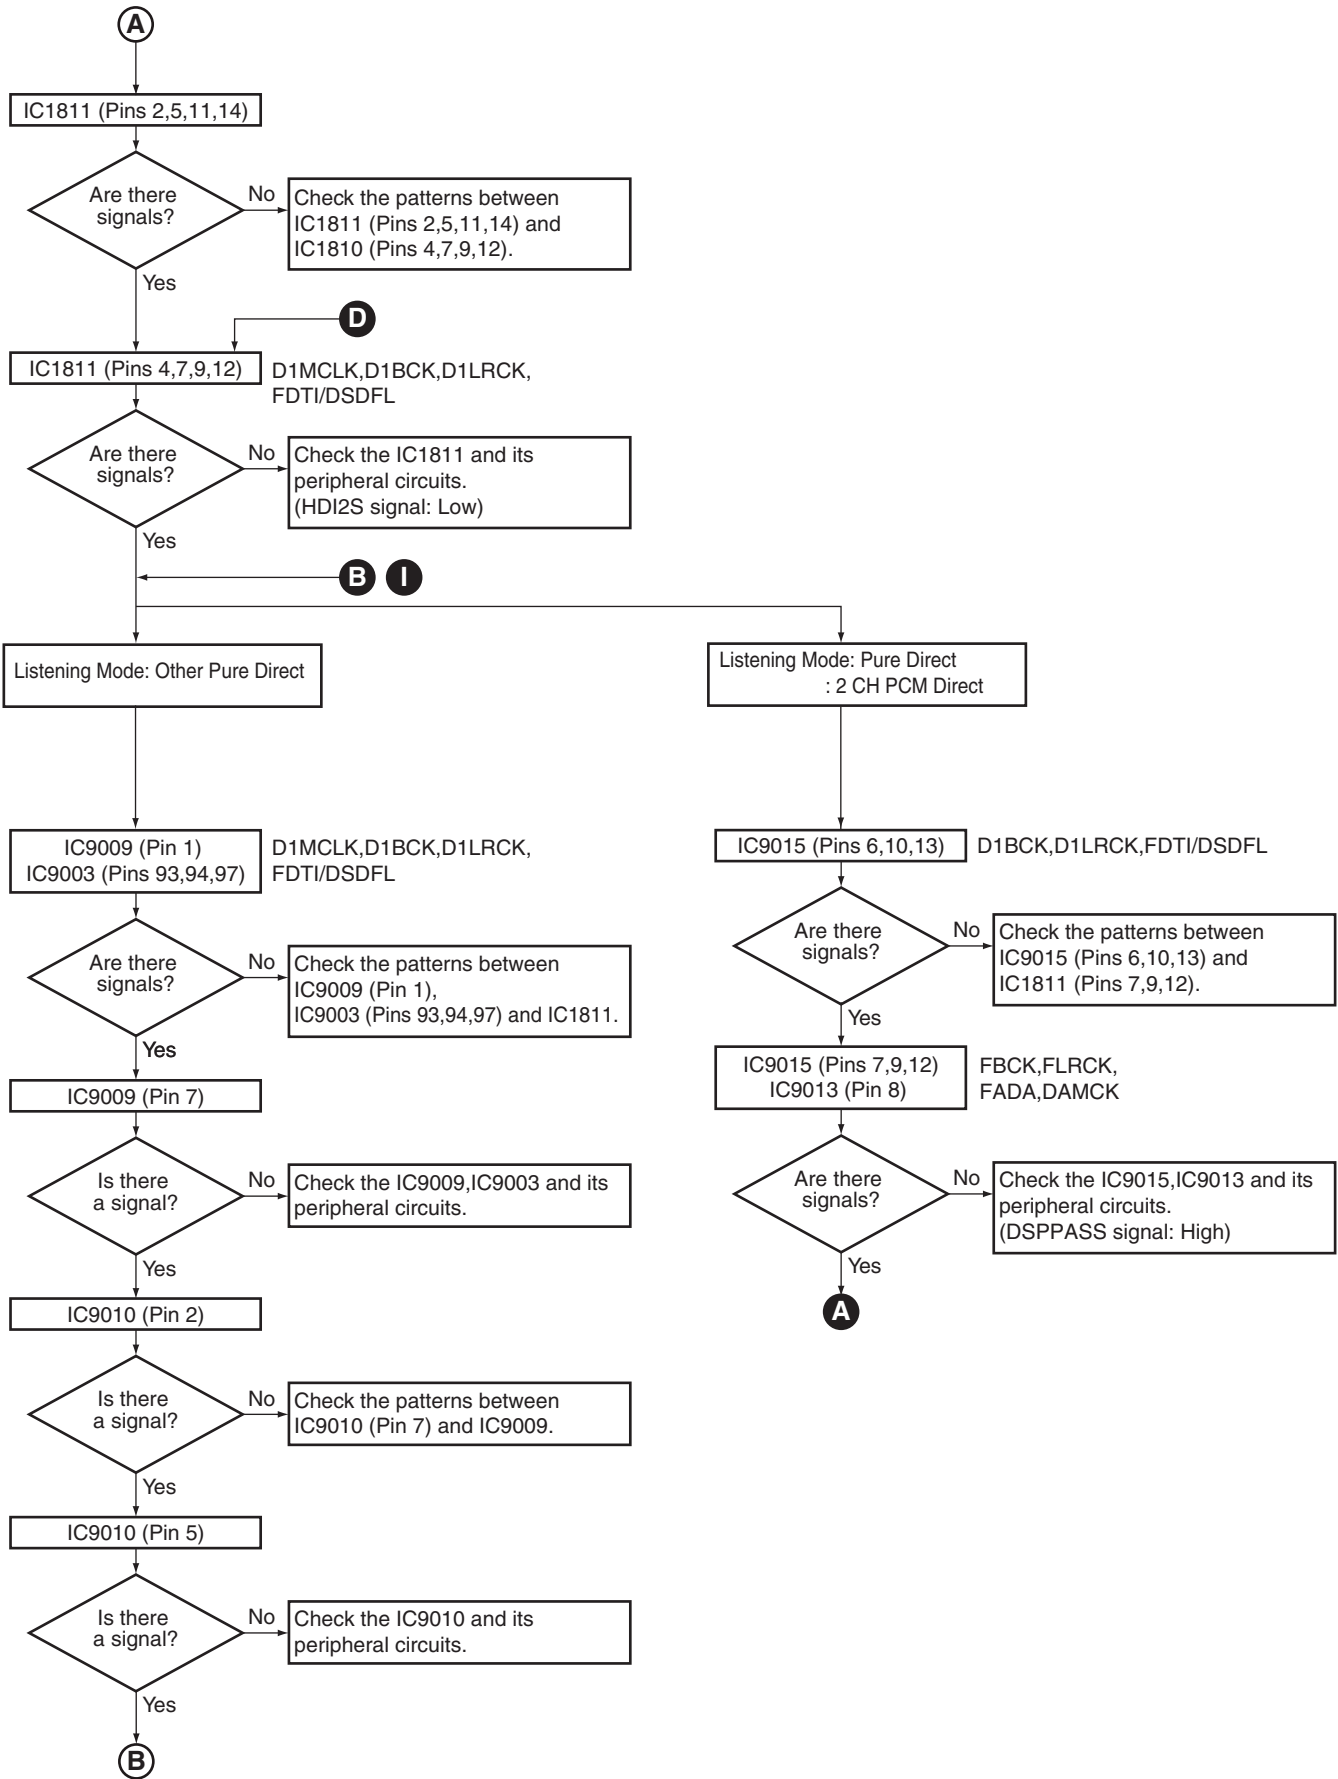 A
IC1811 (Pins 2,5,11,14)
Are there
signals?
No
Check the patterns between
IC1811 (Pins 2,5,11,14) and
IC1810 (Pins 4,7,9,12).
Yes
D
IC1811 (Pins 4,7,9,12)
D1MCLK,D1BCK,D1LRCK,
FDTI/DSDFL
Are there
signals?
No
Check the IC1811 and its
peripheral circuits.
(HDI2S signal: Low)
Yes
B
I
Listening Mode: Other Pure Direct
IC9009 (Pin 1)
IC9003 (Pins 93,94,97)
D1MCLK,D1BCK,D1LRCK,
FDTI/DSDFL
Are there
signals?
No
Check the patterns between
IC9009 (Pin 1),
IC9003 (Pins 93,94,97) and IC1811.
Yes
IC9009 (Pin 7)
Is there
a signal?
No
Check the IC9009,IC9003 and its
peripheral circuits.
Yes
IC9010 (Pin 2)
Is there
a signal?
No
Check the patterns between
IC9010 (Pin 7) and IC9009.
Yes
IC9010 (Pin 5)
Is there
a signal?
No
Check the IC9010 and its
peripheral circuits.
Yes
B
Listening Mode: Pure Direct
: 2 CH PCM Direct
IC9015 (Pins 6,10,13)
D1BCK,D1LRCK,FDTI/DSDFL
Are there
signals?
No
Check the patterns between
IC9015 (Pins 6,10,13) and
IC1811 (Pins 7,9,12).
Yes
IC9015 (Pins 7,9,12)
IC9013 (Pin 8)
FBCK,FLRCK,
FADA,DAMCK
Are there
signals?
No
Check the IC9015,IC9013 and its
peripheral circuits.
(DSPPASS signal: High)
Yes
A